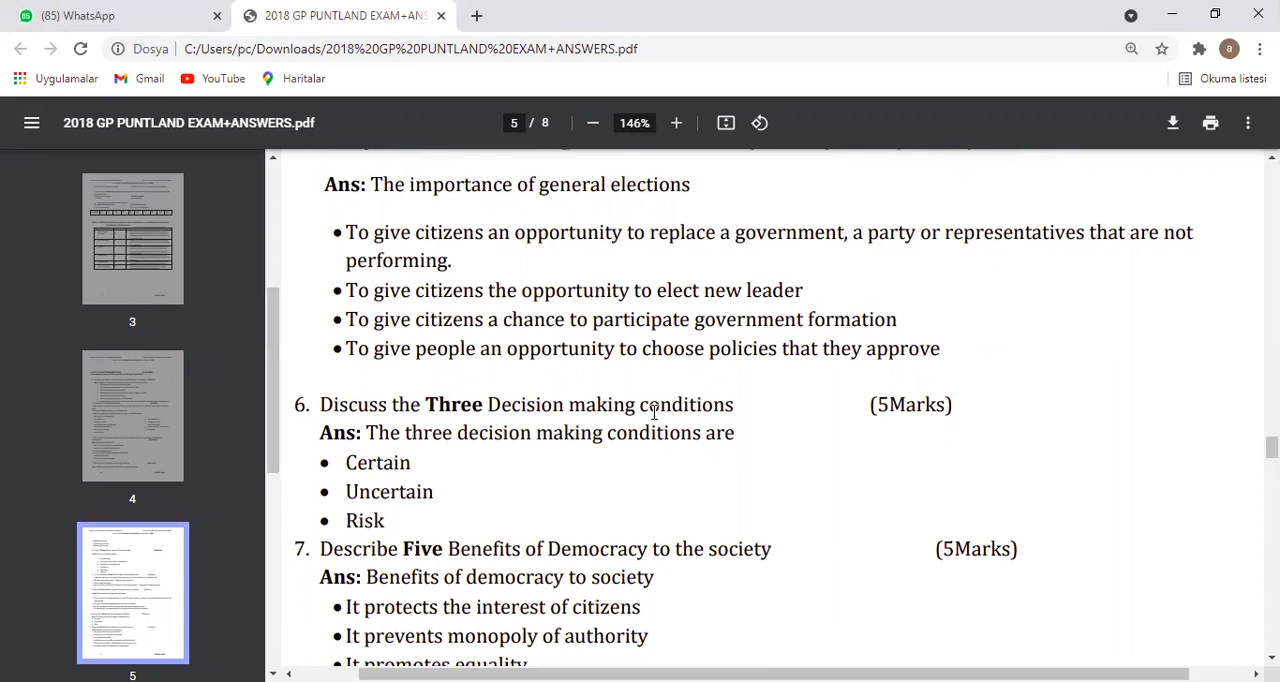 (85) WhatsApp
2018 GP PUNTLAND EXAM+ANS
Dosya
C:/Users/pc/Downloads/2018%20GP%20PUNTLAND%20EXAM+ANSWERS.pdf
a
Uygulamalar
Gmail
YouTube
Haritalar
Okuma listesi
2018 GP PUNTLAND EXAM+ANSWERS.pdf
5 / 8
146%
3
4
5
Ans: The importance of general elections
• To give citizens an opportunity to replace a government, a party or representatives that are not
performing.
• To give citizens the opportunity to elect new leader
• To give citizens a chance to participate government formation
• To give people an opportunity to choose policies that they approve
6. Discuss the Three Decision making conditions (5Marks)
Ans: The three decision making conditions are
• Certain
• Uncertain
• Risk
7. Describe Five Benefits of Democracy to the society (5Marks)
Ans: Benefits of democracy to society
• It protects the interest of citizens
• It prevents monopoly of authority
• It promotes equality